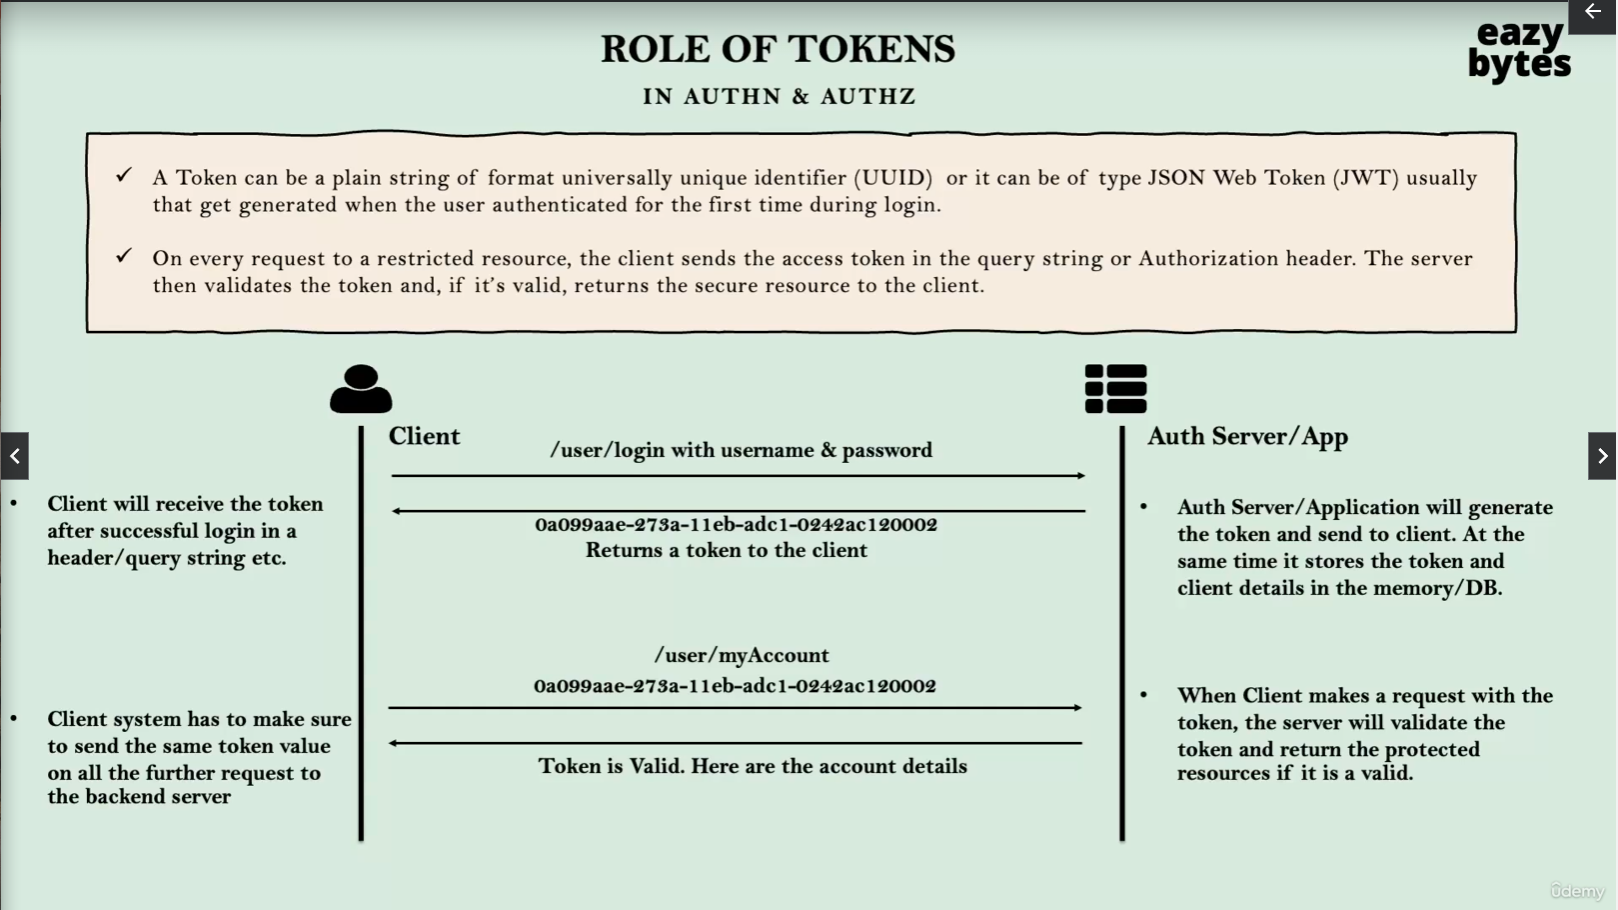 ROLE OF TOKENS
IN AUTHN & AUTHZ
eazy
bytes
✓ A Token can be a plain string of format universally unique identifier (UUID) or it can be of type JSON Web Token (JWT) usually
that get generated when the user authenticated for the first time during login.
✓ On every request to a restricted resource, the client sends the access token in the query string or Authorization header. The server
then validates the token and, if it's valid, returns the secure resource to the client.
Client
Auth Server/App
/user/login with username & password
0a099aae-273a-11eb-adc1-0242ac120002
Returns a token to the client
• Client will receive the token
after successful login in a
header/query string etc.
• Auth Server/Application will generate
the token and send to client. At the
same time it stores the token and
client details in the memory/DB.
/user/myAccount
0a099aae-273a-11eb-adc1-0242ac120002
Token is Valid. Here are the account details
• Client system has to make sure
to send the same token value
on all the further request to
the backend server
• When Client makes a request with the
token, the server will validate the
token and return the protected
resources if it is a valid.
ûdemy